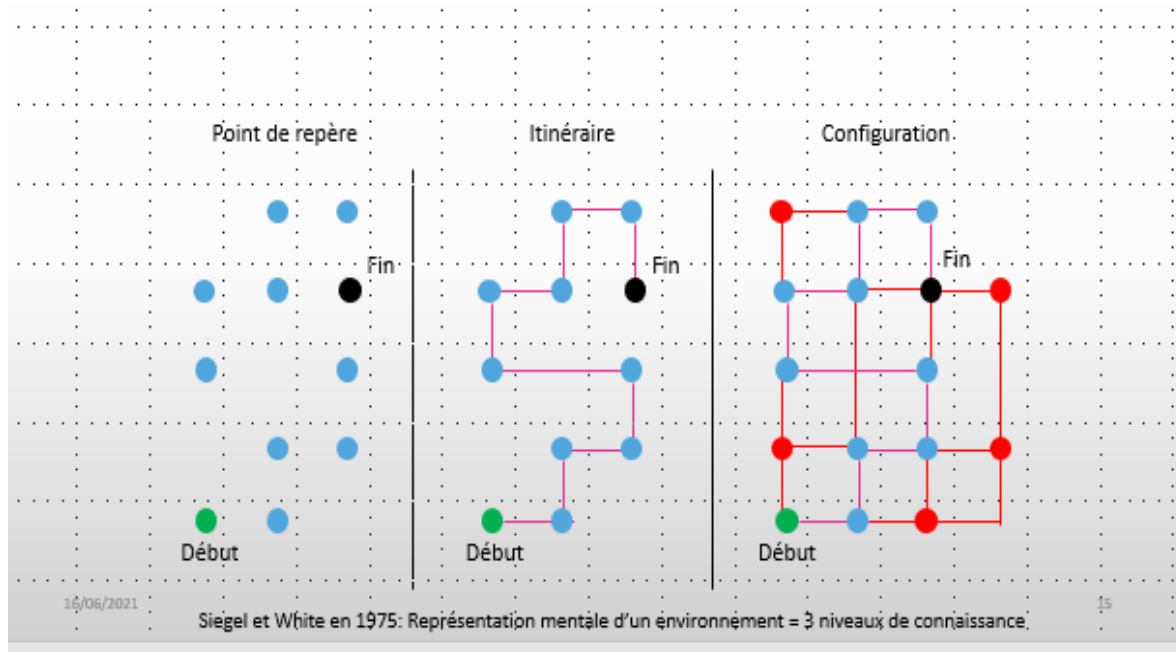 Point de repère
Itinéraire
Configuration
Fin
Fin
Fin
Début
Début
Début
16/06/2021
15
Siegel et White en 1975: Représentation mentale d’un environnement = 3 niveaux de connaissance